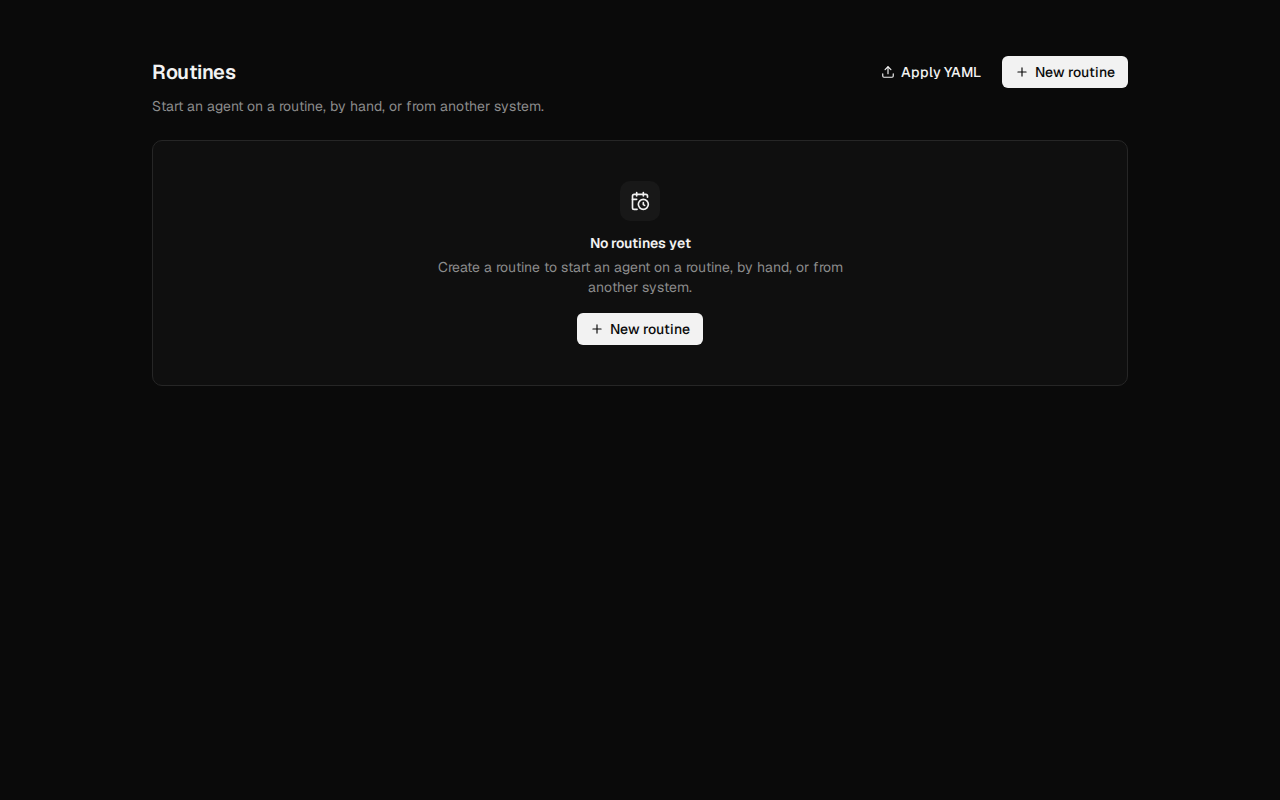 Routines
Apply YAML
New routine
Start an agent on a routine, by hand, or from another system.
No routines yet
Create a routine to start an agent on a routine, by hand, or from
another system.
New routine